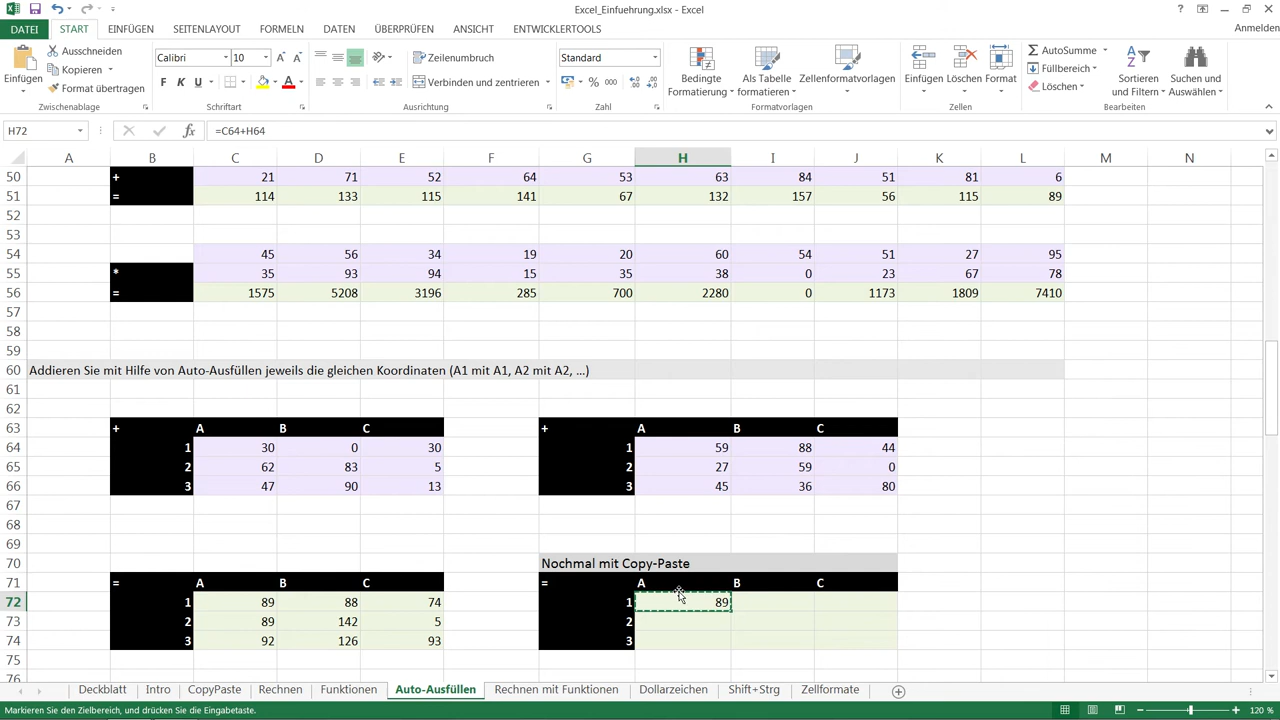 Excel_Einfuehrung.xlsx - Excel
?
DATEI START EINFÜGEN SEITENLAYOUT FORMELN DATEN ÜBERPRÜFEN ANSICHT ENTWICKLERTOOLS Anmelden
Einfügen Ausschneiden Kopieren Format übertragen
Calibri 10 F K U
Zeilenumbruch Verbinden und zentrieren
Standard % 000
Bedingte Formatierung Als Tabelle formatieren Zellenformatvorlagen
Einfügen Löschen Format
AutoSumme Füllbereich Löschen
Sortieren und Filtern Suchen und Auswählen
Zwischenablage Schriftart Ausrichtung Zahl Formatvorlagen Zellen Bearbeiten
H72 fx =C64+H64
A B C D E F G H I J K L M N
50 + 21 71 52 64 53 63 84 51 81 6
51 = 114 133 115 141 67 132 157 56 115 89
52
53
54 45 56 34 19 20 60 54 51 27 95
55 * 35 93 94 15 35 38 0 23 67 78
56 = 1575 5208 3196 285 700 2280 0 1173 1809 7410
57
58
59
60 Addieren Sie mit Hilfe von Auto-Ausfüllen jeweils die gleichen Koordinaten (A1 mit A1, A2 mit A2, ...)
61
62
63 + A B C + A B C
64 1 30 0 30 1 59 88 44
65 2 62 83 5 2 27 59 0
66 3 47 90 13 3 45 36 80
67
68
69
70 Nochmal mit Copy-Paste
71 = A B C = A B C
72 1 89 88 74 1 89
73 2 89 142 5 2
74 3 92 126 93 3
75
76
Deckblatt Intro CopyPaste Rechnen Funktionen Auto-Ausfüllen Rechnen mit Funktionen Dollarzeichen Shift+Strg Zellformate
Markieren Sie den Zielbereich, und drücken Sie die Eingabetaste. 120 %